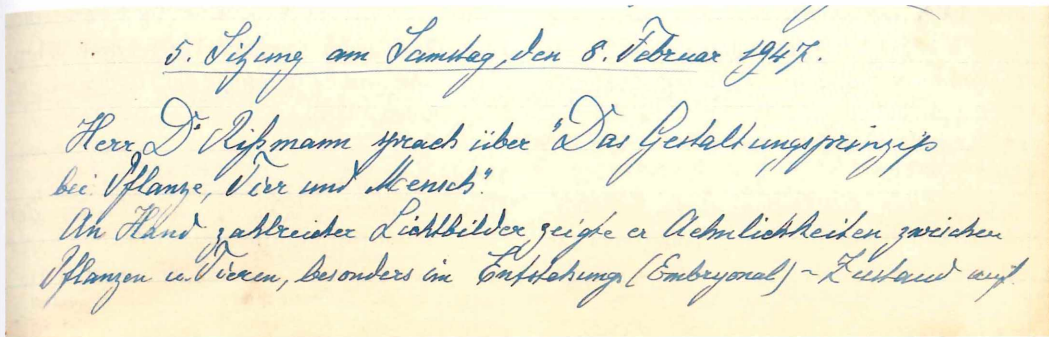 5. Sitzung am Samstag, den 8. Februar 1947.
Herr Dr Rißmann sprach über "Das Gestaltungsprinzip
bei Pflanze, Tier und Mensch".
An Hand zahlreicher Lichtbilder zeigte er Aehnlichkeiten zwischen
Pflanzen u. Tieren, besonders im Entstehungs (Embryonal) - Zustand auf.